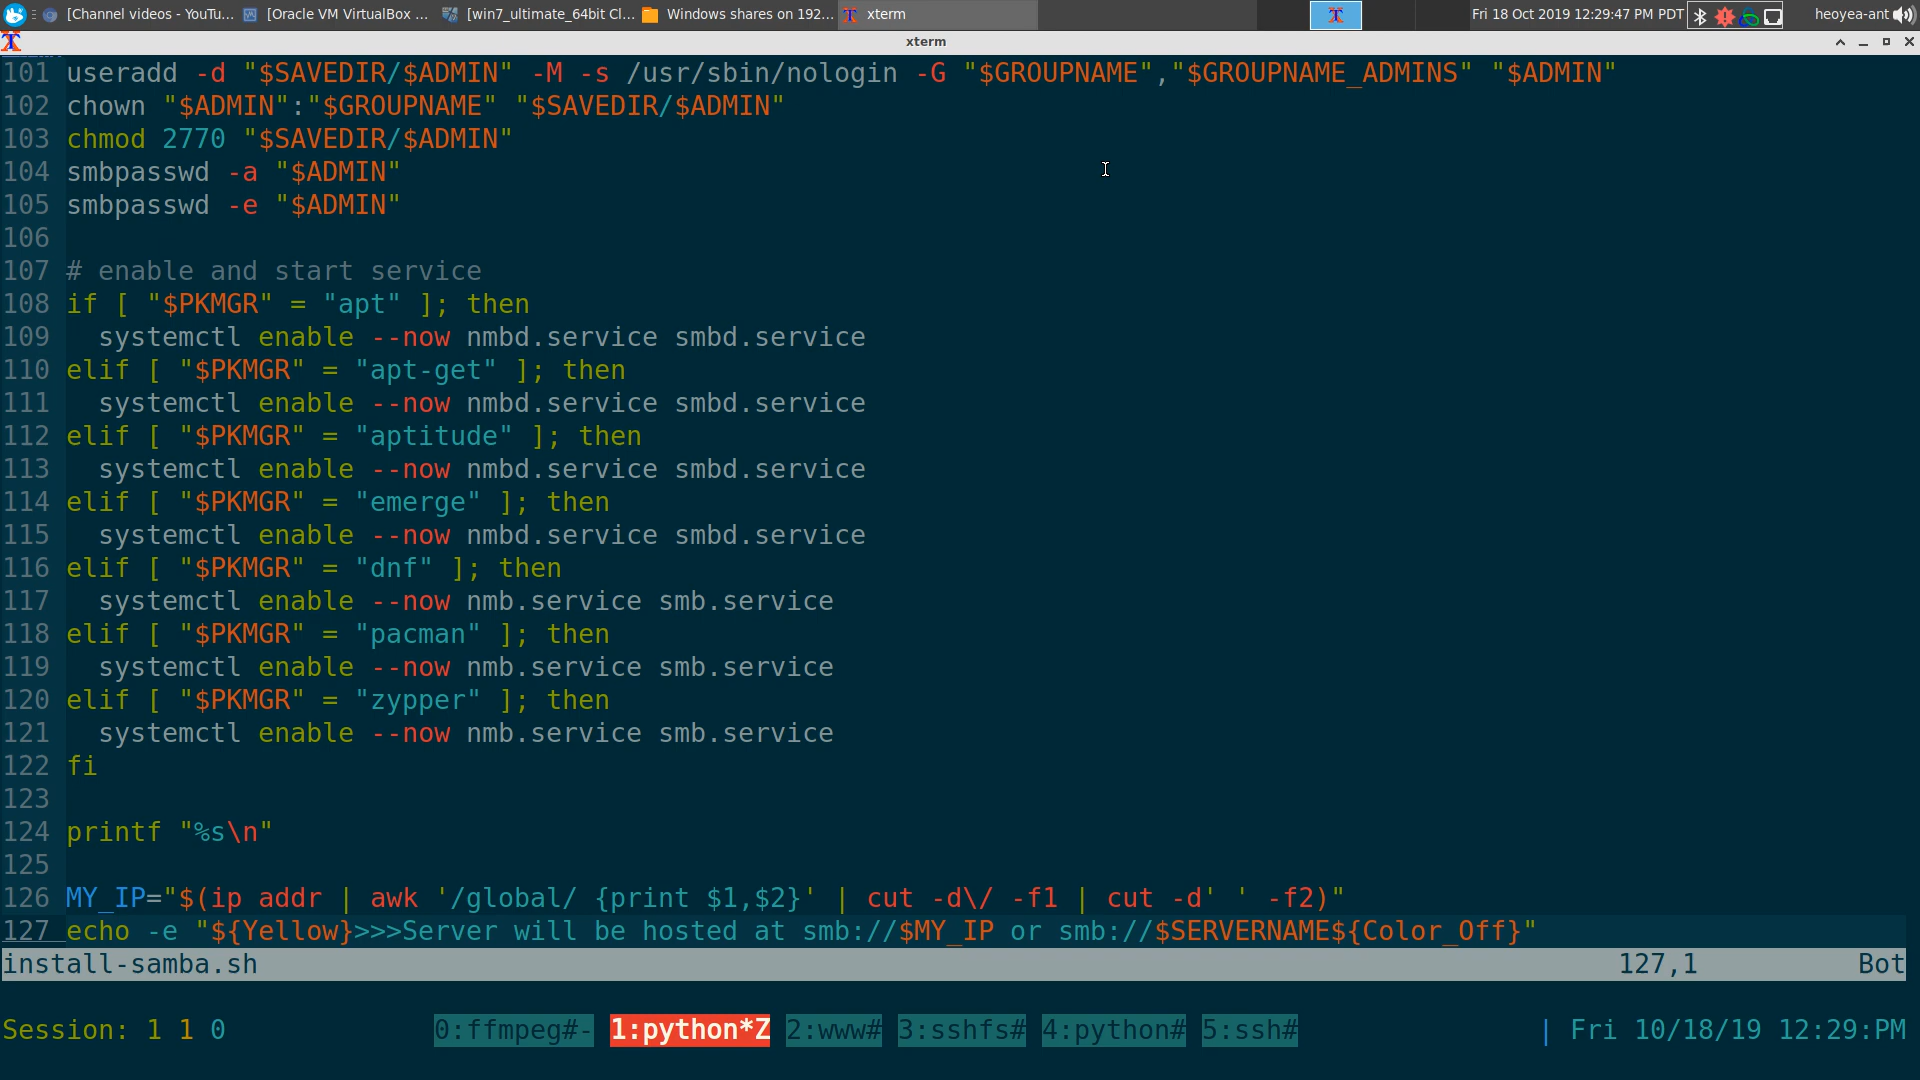 [Channel videos - YouTu... [Oracle VM VirtualBox ... [win7_ultimate_64bit Cl... Windows shares on 192... xterm Fri 18 Oct 2019 12:29:47 PM PDT heoyea-ant
xterm
101 useradd -d "$SAVEDIR/$ADMIN" -M -s /usr/sbin/nologin -G "$GROUPNAME","$GROUPNAME_ADMINS" "$ADMIN"
102 chown "$ADMIN":"$GROUPNAME" "$SAVEDIR/$ADMIN"
103 chmod 2770 "$SAVEDIR/$ADMIN"
104 smbpasswd -a "$ADMIN"
105 smbpasswd -e "$ADMIN"
106
107 # enable and start service
108 if [ "$PKMGR" = "apt" ]; then
109   systemctl enable --now nmbd.service smbd.service
110 elif [ "$PKMGR" = "apt-get" ]; then
111   systemctl enable --now nmbd.service smbd.service
112 elif [ "$PKMGR" = "aptitude" ]; then
113   systemctl enable --now nmbd.service smbd.service
114 elif [ "$PKMGR" = "emerge" ]; then
115   systemctl enable --now nmbd.service smbd.service
116 elif [ "$PKMGR" = "dnf" ]; then
117   systemctl enable --now nmb.service smb.service
118 elif [ "$PKMGR" = "pacman" ]; then
119   systemctl enable --now nmb.service smb.service
120 elif [ "$PKMGR" = "zypper" ]; then
121   systemctl enable --now nmb.service smb.service
122 fi
123
124 printf "%s\n"
125
126 MY_IP="$(ip addr | awk '/global/ {print $1,$2}' | cut -d\/ -f1 | cut -d' ' -f2)"
127 echo -e "${Yellow}>>>Server will be hosted at smb://$MY_IP or smb://$SERVERNAME${Color_Off}"
install-samba.sh 127,1 Bot
Session: 1 1 0 0:ffmpeg#- 1:python*Z 2:www# 3:sshfs# 4:python# 5:ssh# | Fri 10/18/19 12:29:PM